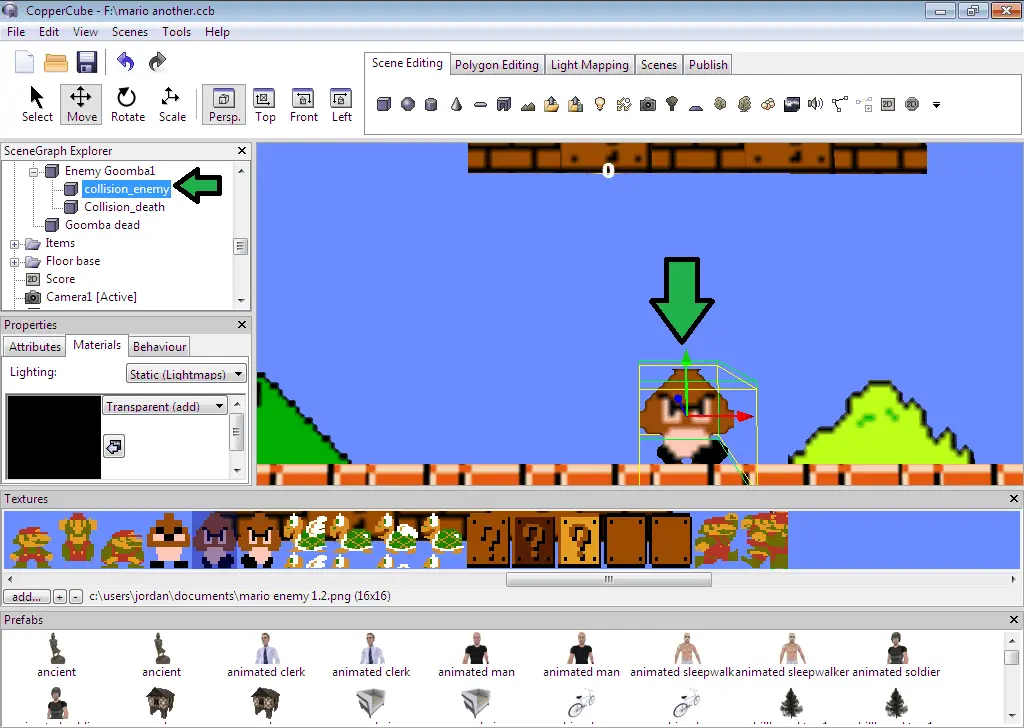 CopperCube - F:\mario another.ccb
File Edit View Scenes Tools Help
Select Move Rotate Scale Persp. Top Front Left
Scene Editing Polygon Editing Light Mapping Scenes Publish
2D 2D
SceneGraph Explorer
Enemy Goomba1
collision_enemy
Collision_death
Goomba dead
Items
Floor base
2D Score
Camera1 [Active]
0
Properties
Attributes Materials Behaviour
Lighting: Static (Lightmaps)
Transparent (add)
Textures
? ? ?
add... + - c:\users\jordan\documents\mario enemy 1.2.png (16x16)
Prefabs
ancient ancient animated clerk animated clerk animated man animated man animated sleepwalk animated sleepwalker animated soldier